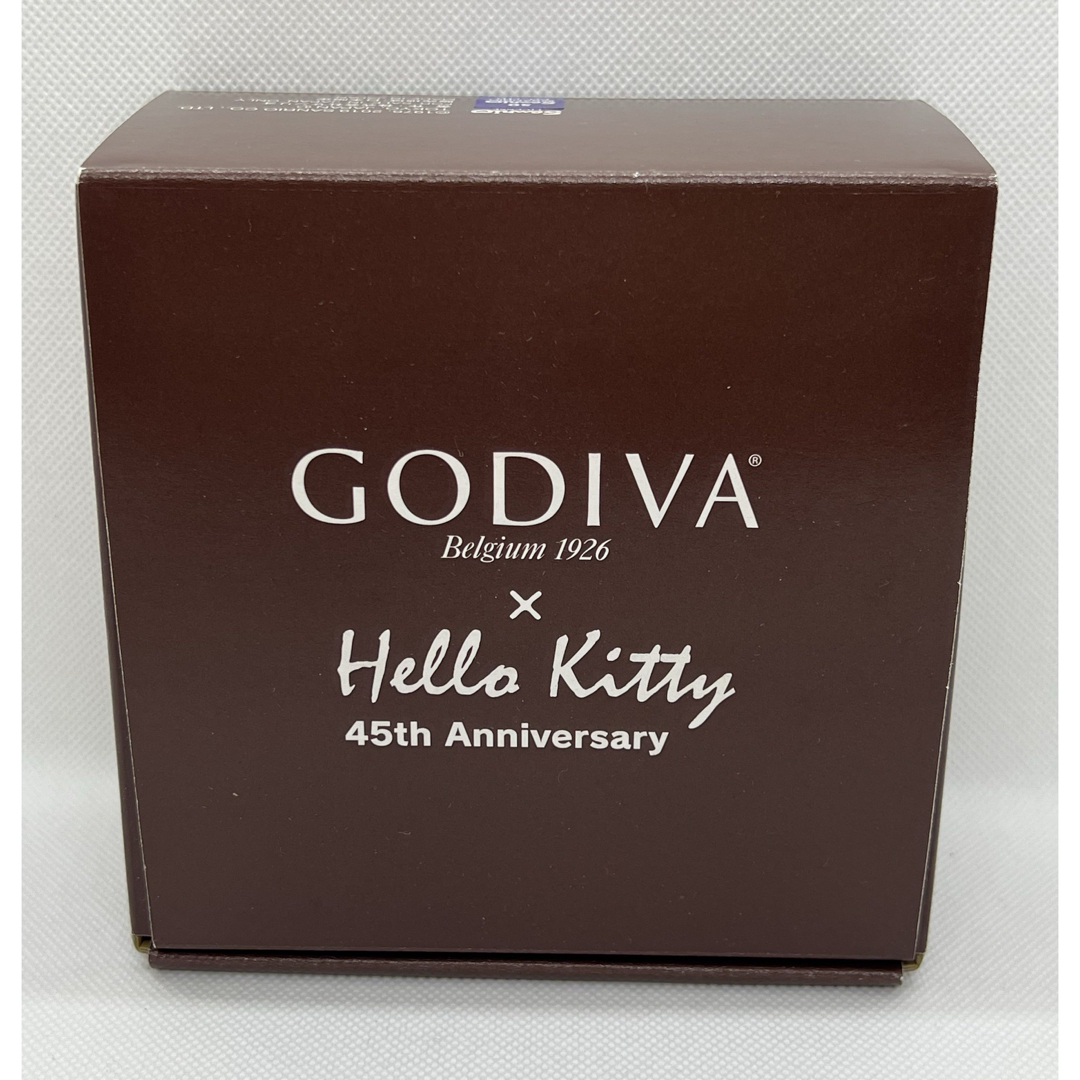 GODIVA®
Belgium 1926
×
Hello Kitty
45th Anniversary